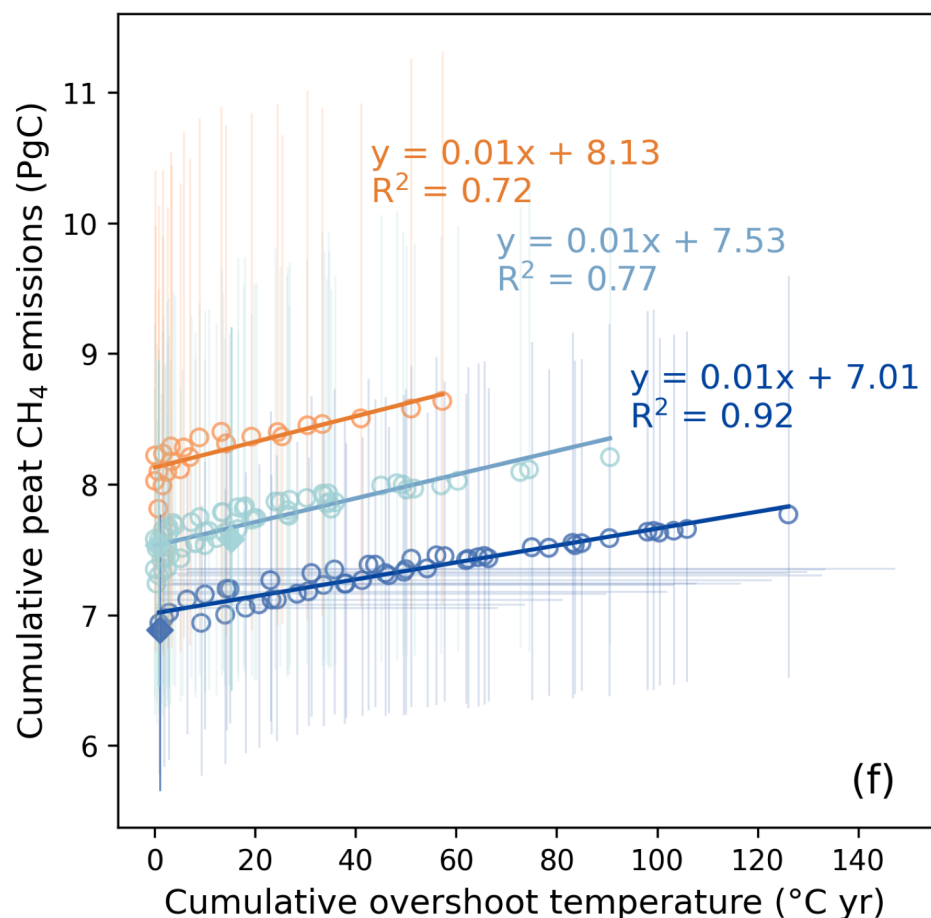 11
10
9
8
7
6
Cumulative peat CH₄ emissions (PgC)
y = 0.01x + 8.13
R² = 0.72
y = 0.01x + 7.53
R² = 0.77
y = 0.01x + 7.01
R² = 0.92
(f)
0 20 40 60 80 100 120 140
Cumulative overshoot temperature (°C yr)